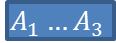 A₁ … A₃